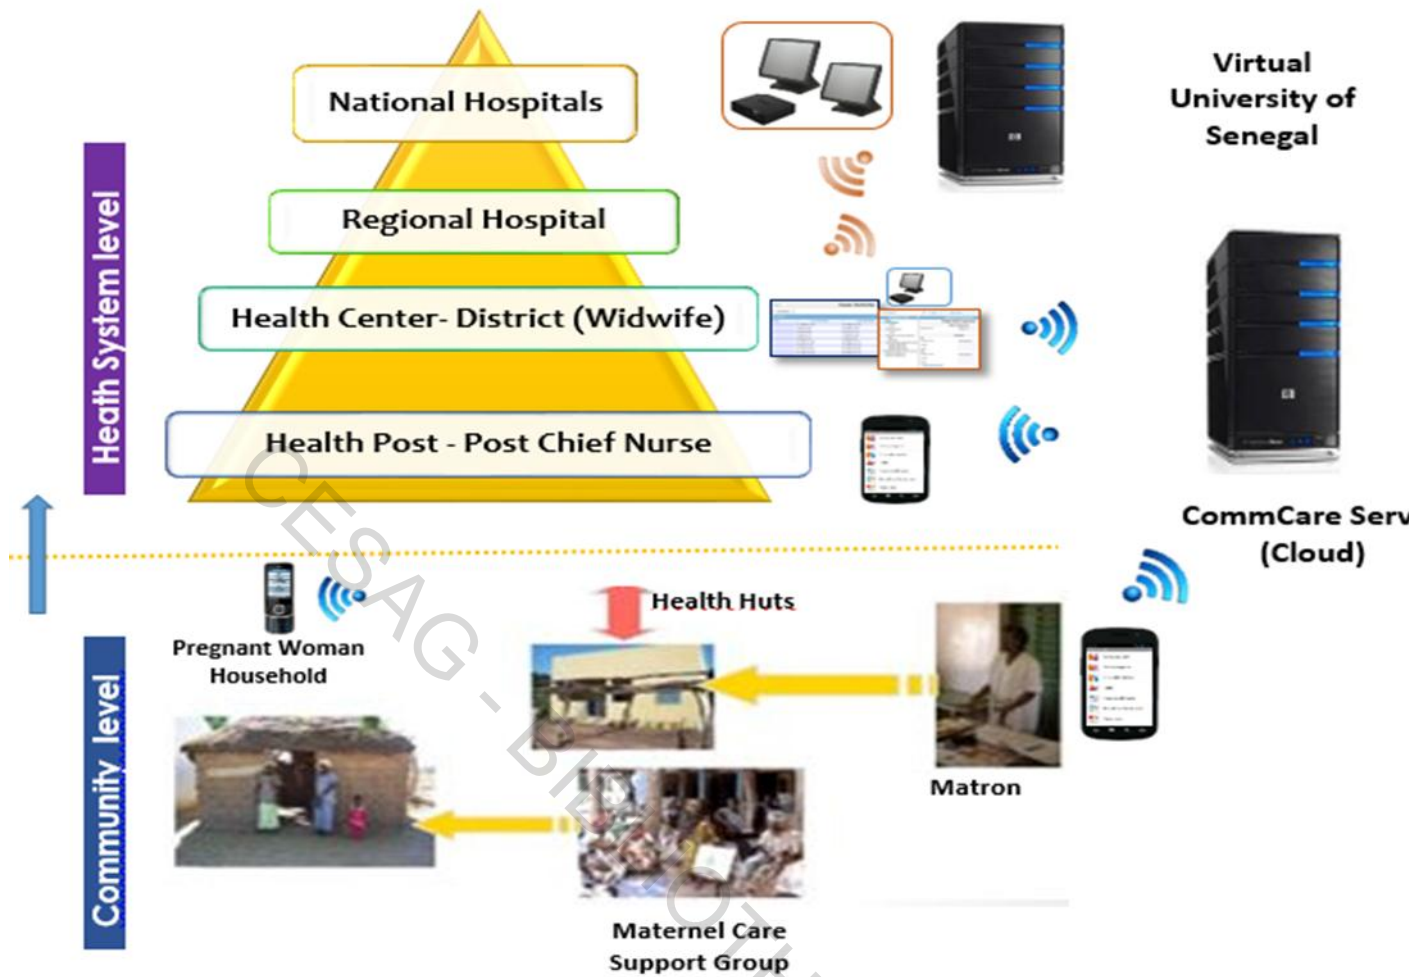 National Hospitals
Regional Hospital
Health Center- District (Widwife)
Health Post - Post Chief Nurse
Heath System level
Virtual
University of
Senegal
CommCare Serv
(Cloud)
Pregnant Woman
Household
Health Huts
Matron
Maternel Care
Support Group
Community level
CESAG - BIBLIOTH